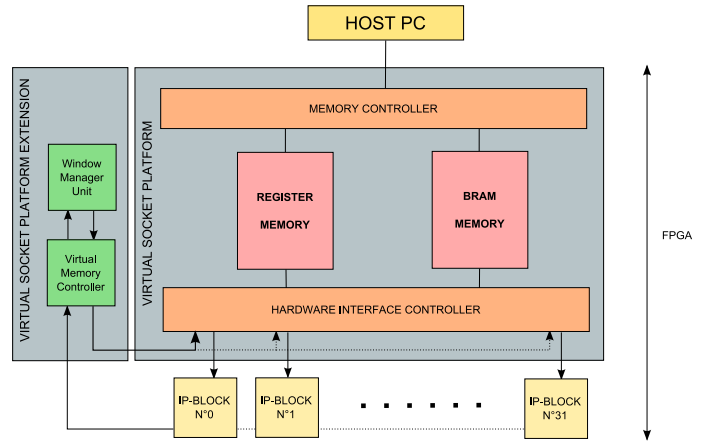 HOST PC
VIRTUAL SOCKET PLATFORM EXTENSION
VIRTUAL SOCKET PLATFORM
MEMORY CONTROLLER
Window
Manager
Unit
REGISTER
MEMORY
BRAM
MEMORY
FPGA
Virtual
Memory
Controller
HARDWARE INTERFACE CONTROLLER
IP-BLOCK
N°0
IP-BLOCK
N°1
IP-BLOCK
N°31